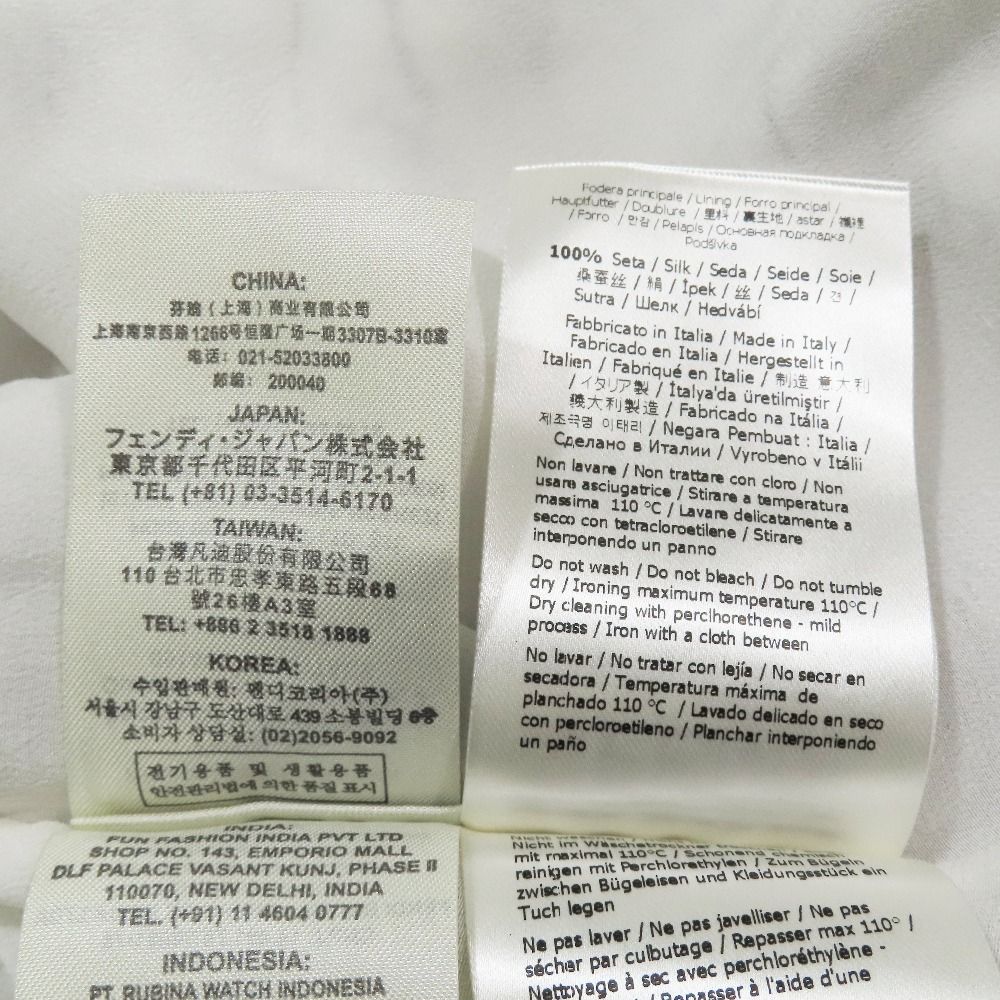 CHINA:
芬迪（上海）商业有限公司
上海南京西路1266号恒隆广场一期3307B-3310室
电话: 021-52033800
邮编: 200040
JAPAN:
フェンディ・ジャパン株式会社
東京都千代田区平河町2-1-1
TEL (+81) 03-3514-6170
TAIWAN:
台灣凡迪股份有限公司
110 台北市忠孝東路五段68
號26樓A3室
TEL: +886 2 3518 1888
KOREA:
수입판매원: 펜디코리아(주)
서울시 강남구 도산대로 439 소봉빌딩 6층
소비자 상담실: (02)2056-9092
전기용품 및 생활용품
안전관리법에 의한 품질 표시
INDIA:
FUN FASHION INDIA PVT LTD
SHOP NO. 143, EMPORIO MALL
DLF PALACE VASANT KUNJ, PHASE II
110070, NEW DELHI, INDIA
TEL. (+91) 11 4604 0777
INDONESIA:
PT. RUBINA WATCH INDONESIA
Fodera principale / Lining / Forro principal /
Hauptfutter / Doublure / 里料 / 裏生地 / astar / 襯裡
/ Forro / 안감 / Pelapis / Основная подкладка /
Podšívka
100% Seta / Silk / Seda / Seide / Soie /
桑蚕丝 / 絹 / İpek / 丝 / Seda / 견 /
Sutra / Шелк / Hedvábí
Fabbricato in Italia / Made in Italy /
Fabricado en Italia / Hergestellt in
Italien / Fabriqué en Italie / 制造 意大利
/ イタリア製 / İtalya'da üretilmiştir /
義大利製造 / Fabricado na Itália /
제조국명 이태리 / Negara Pembuat : Italia /
Сделано в Италии / Vyrobeno v Itálii
Non lavare / Non trattare con cloro / Non
usare asciugatrice / Stirare a temperatura
massima 110 °C / Lavare delicatamente a
secco con tetracloroetilene / Stirare
interponendo un panno
Do not wash / Do not bleach / Do not tumble
dry / Ironing maximum temperature 110°C /
Dry cleaning with perclhorethene - mild
process / Iron with a cloth between
No lavar / No tratar con lejía / No secar en
secadora / Temperatura máxima de
planchado 110 °C / Lavado delicado en seco
con percloroetileno / Planchar interponiendo
un paño
Nicht waschen /
Nicht im Wäschetrockner
mit maximal 110°C / Schonend chemisch
reinigen mit Perchlorethylen / Zum Bügeln
zwischen Bügeleisen und Kleidungsstück ein
Tuch legen
Ne pas laver / Ne pas javelliser / Ne pas
sécher par culbutage / Repasser max 110° /
Nettoyage à sec avec perchloréthylène -
/ Repasser à l'aide d'une